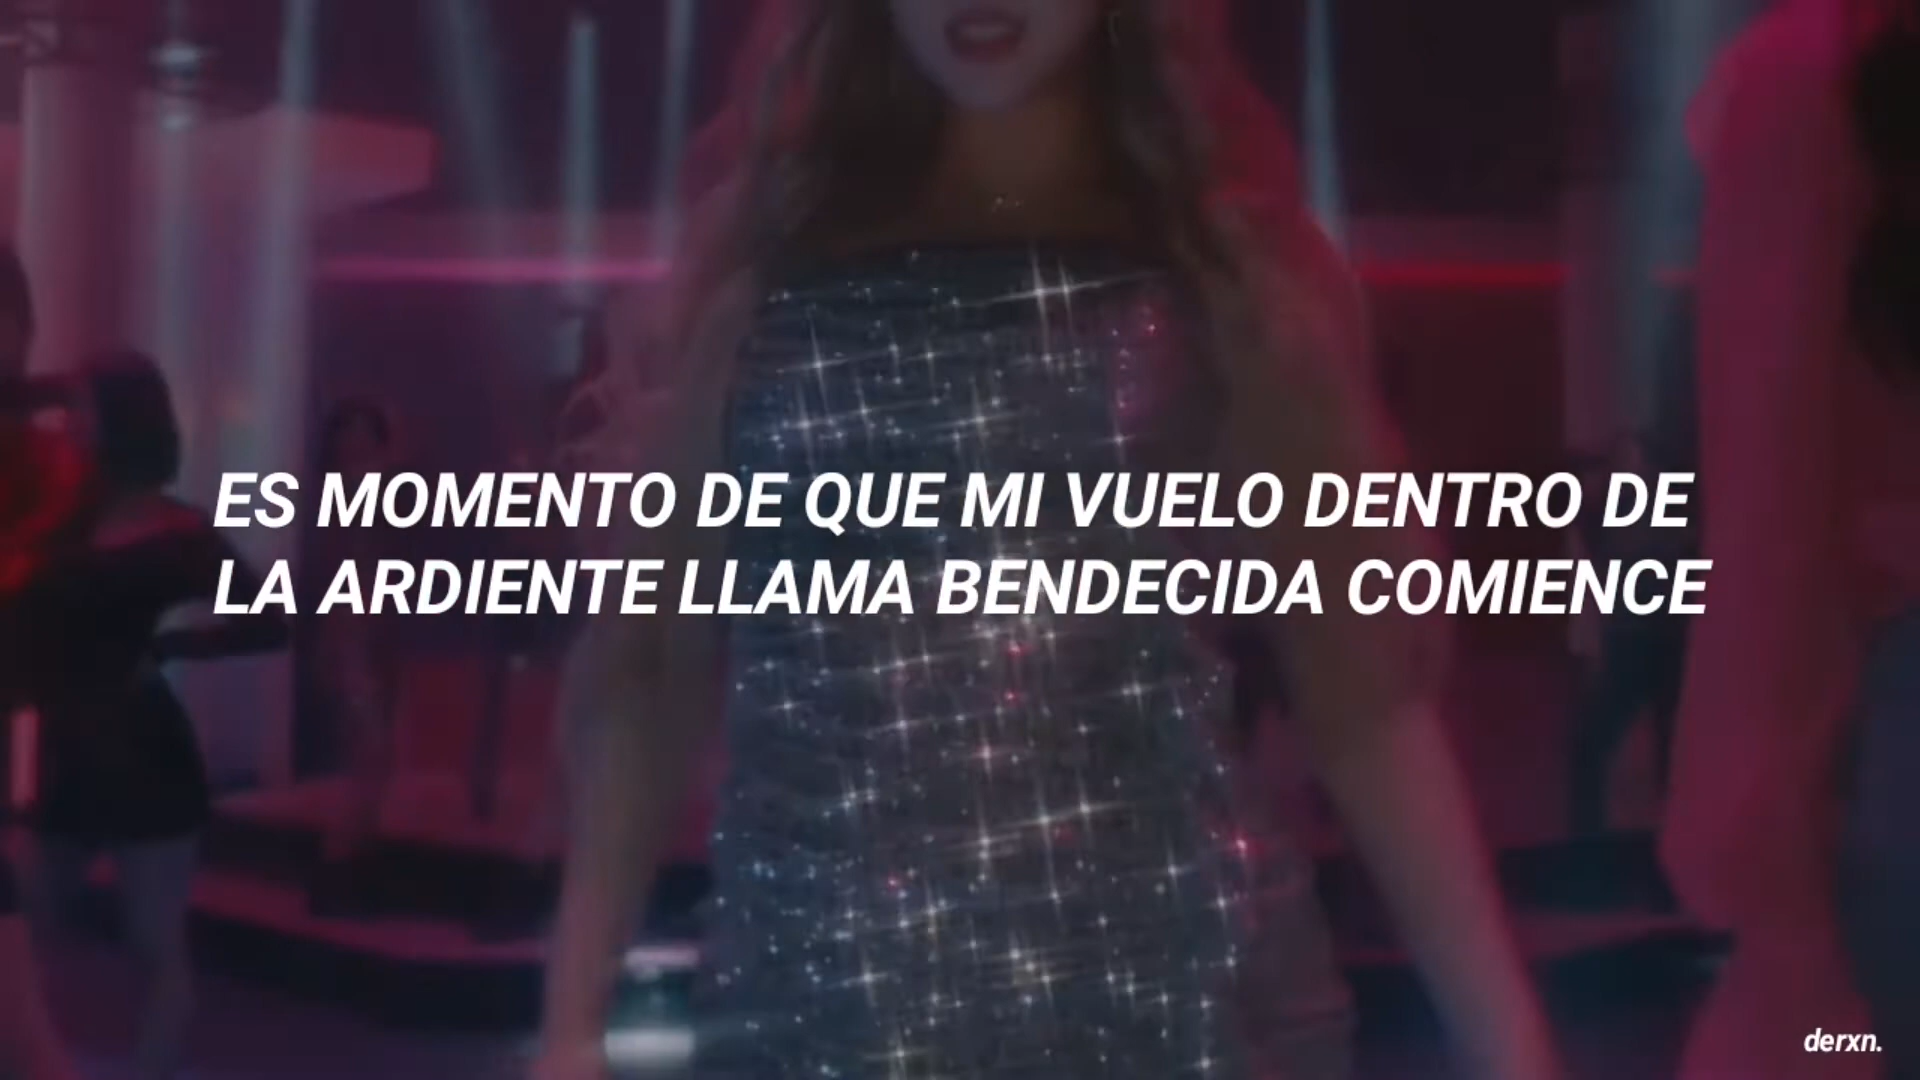 ES MOMENTO DE QUE MI VUELO DENTRO DE
LA ARDIENTE LLAMA BENDECIDA COMIENCE
derxn.